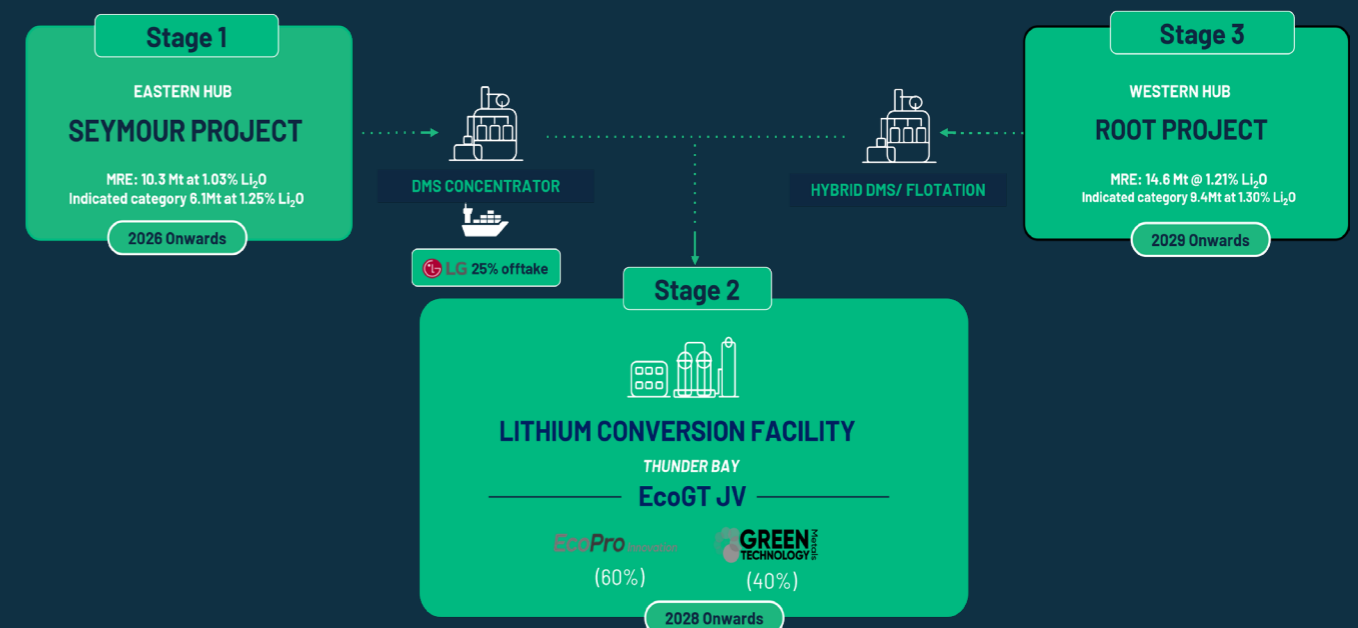 Stage 1
EASTERN HUB
SEYMOUR PROJECT
MRE: 10.3 Mt at 1.03% Li₂O
Indicated category 6.1Mt at 1.25% Li₂O
2026 Onwards
DMS CONCENTRATOR
LG 25% offtake
HYBRID DMS/ FLOTATION
Stage 3
WESTERN HUB
ROOT PROJECT
MRE: 14.6 Mt @ 1.21% Li₂O
Indicated category 9.4Mt at 1.30% Li₂O
2029 Onwards
Stage 2
LITHIUM CONVERSION FACILITY
THUNDER BAY
EcoGT JV
EcoPro Innovation
(60%)
GREEN
TECHNOLOGY
Metals
(40%)
2028 Onwards